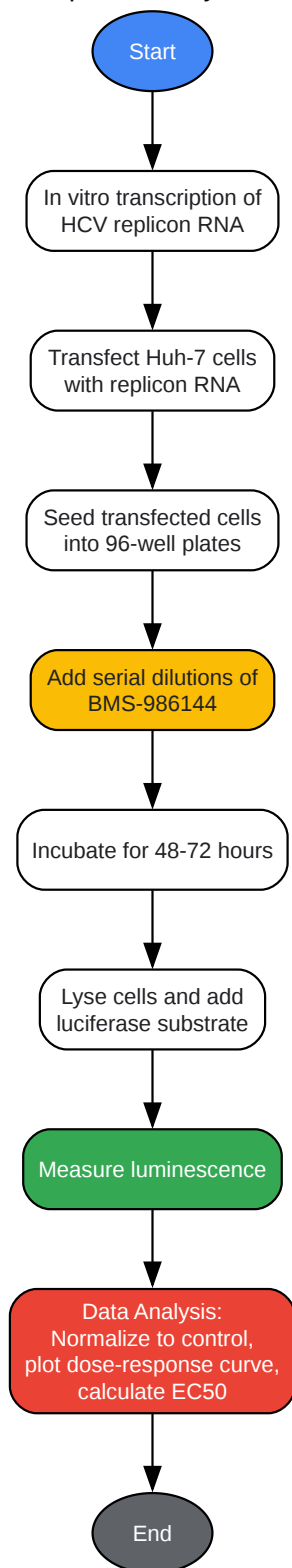 Start
In vitro transcription of
HCV replicon RNA
Transfect Huh-7 cells
with replicon RNA
Seed transfected cells
into 96-well plates
Add serial dilutions of
BMS-986144
Incubate for 48-72 hours
Lyse cells and add
luciferase substrate
Measure luminescence
Data Analysis:
Normalize to control,
plot dose-response curve,
calculate EC50
End